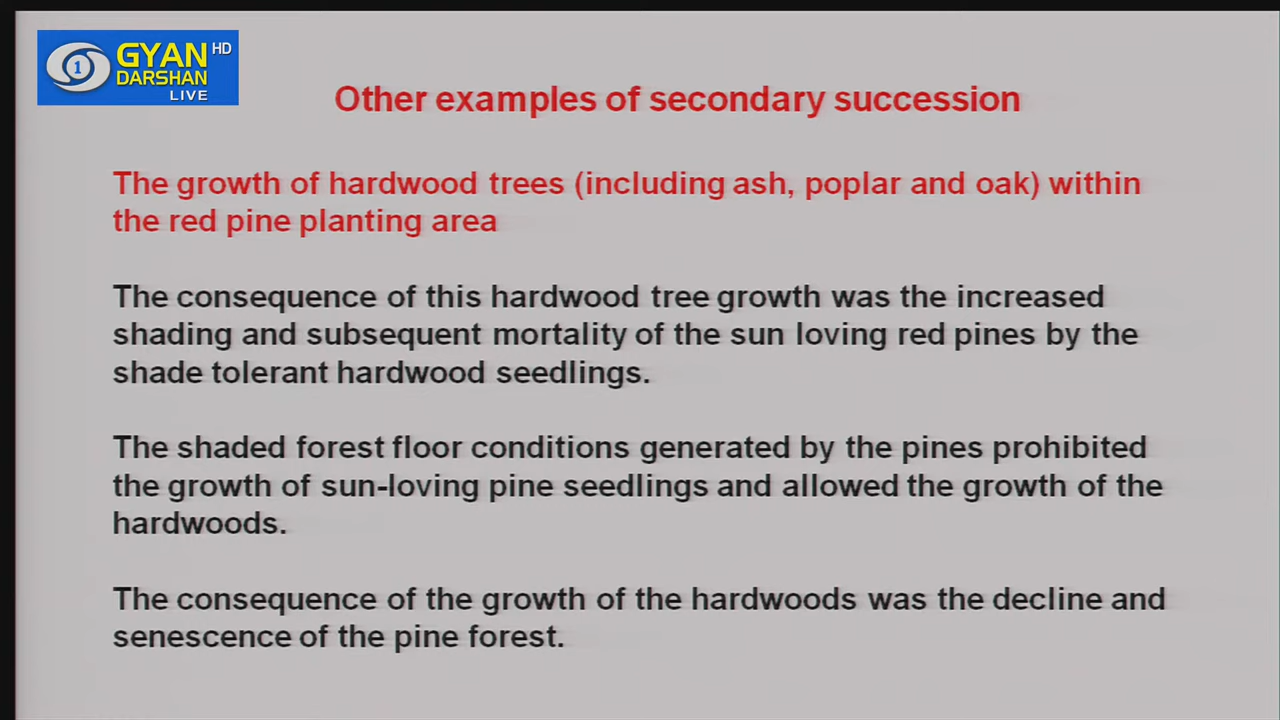 GYAN HD
DARSHAN
1
LIVE
Other examples of secondary succession
The growth of hardwood trees (including ash, poplar and oak) within
the red pine planting area
The consequence of this hardwood tree growth was the increased
shading and subsequent mortality of the sun loving red pines by the
shade tolerant hardwood seedlings.
The shaded forest floor conditions generated by the pines prohibited
the growth of sun-loving pine seedlings and allowed the growth of the
hardwoods.
The consequence of the growth of the hardwoods was the decline and
senescence of the pine forest.